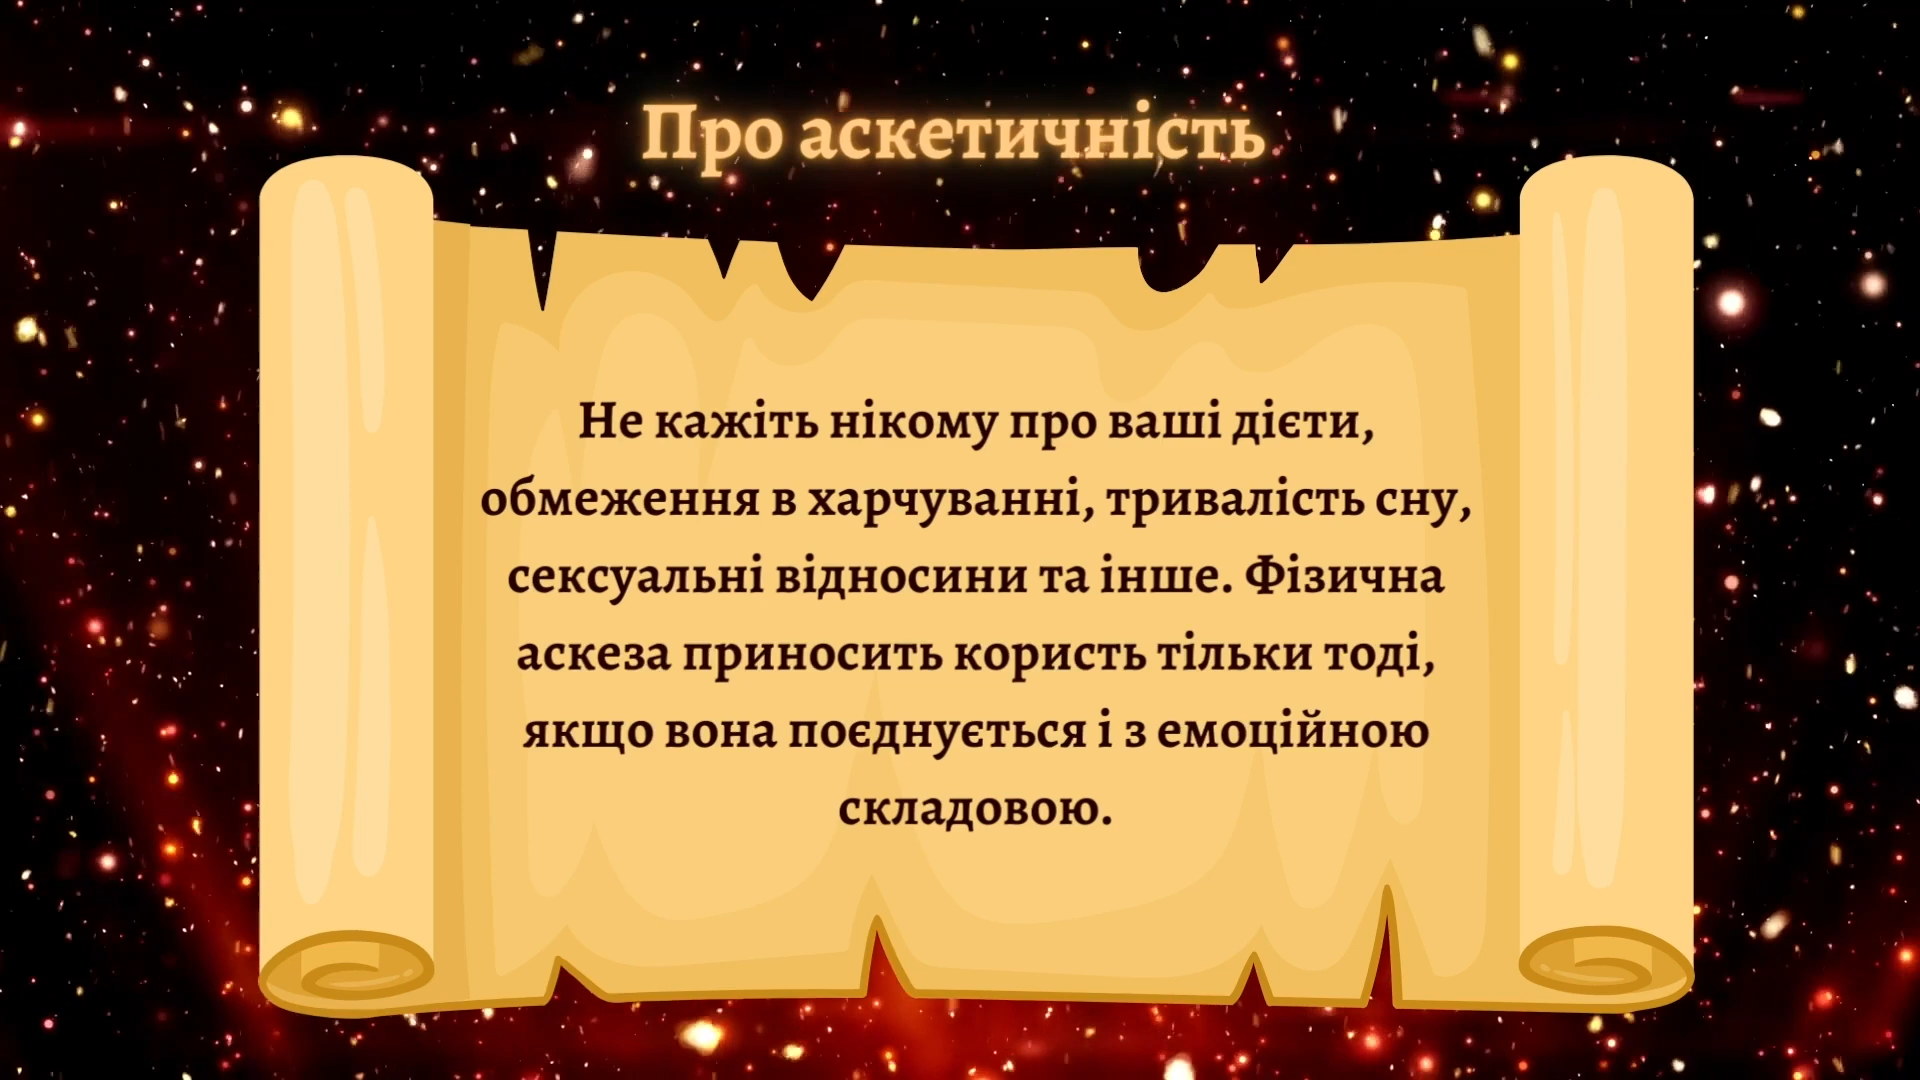 Про аскетичність
Не кажіть нікому про ваші дієти,
обмеження в харчуванні, тривалість сну,
сексуальні відносини та інше. Фізична
аскеза приносить користь тільки тоді,
якщо вона поєднується і з емоційною
складовою.